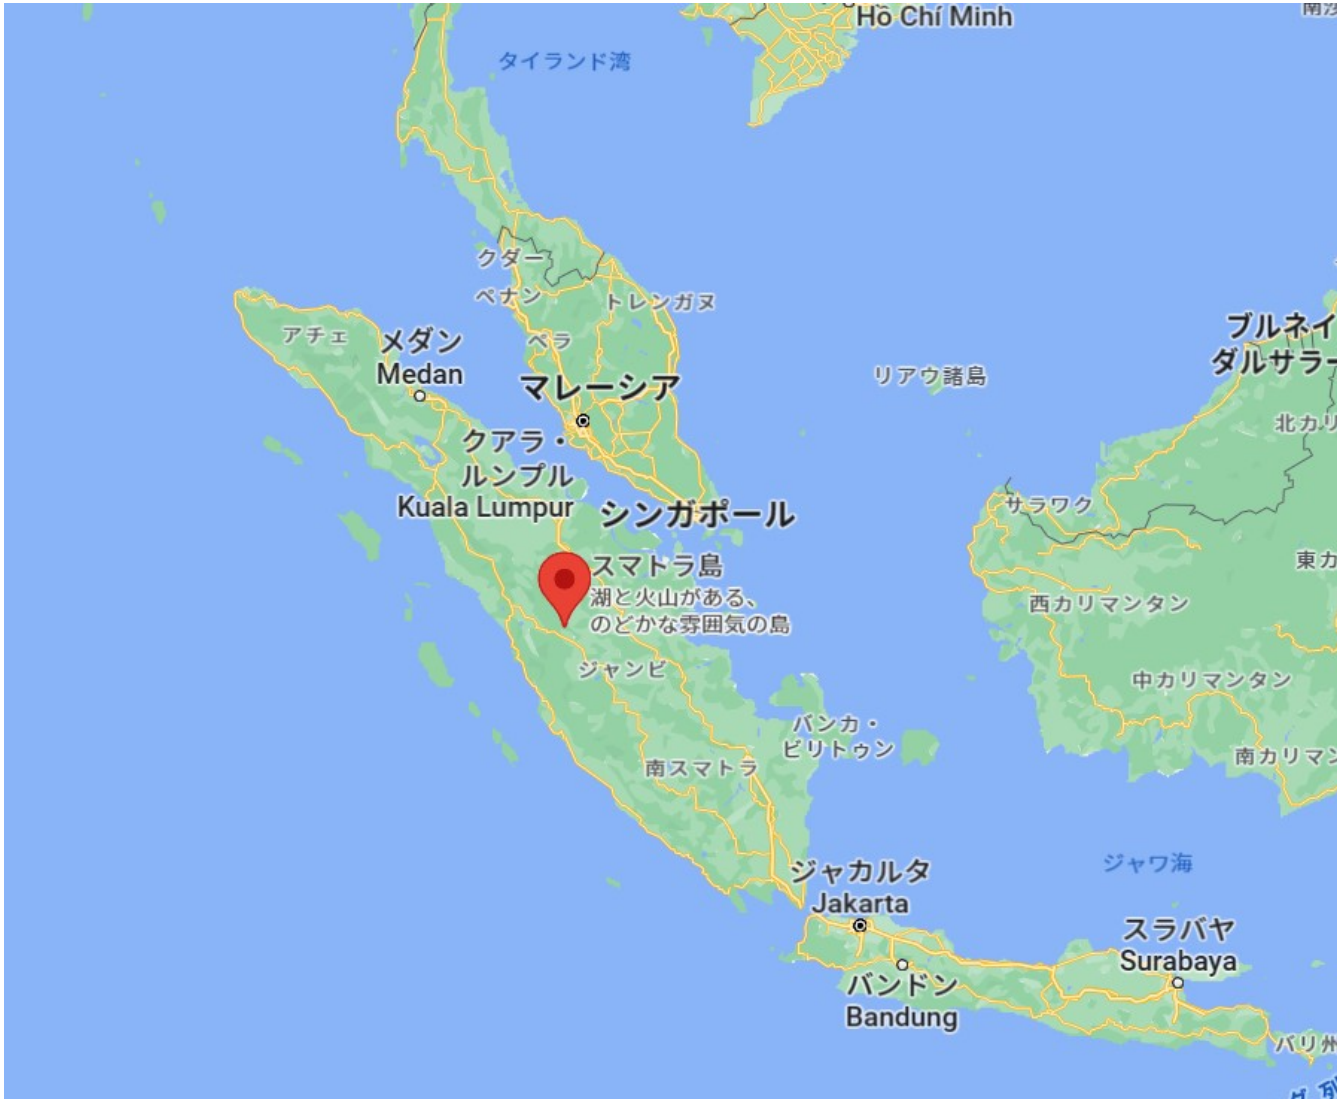 Hồ Chí Minh
タイランド湾
クダー
ペナン
トレンガヌ
アチェ
メダン
Medan
ペラ
マレーシア
ブルネイ
ダルサラー
リアウ諸島
北カリ
クアラ・
ルンプル
Kuala Lumpur
シンガポール
サラワク
スマトラ島
湖と火山がある、
のどかな雰囲気の島
東カ
西カリマンタン
ジャンビ
中カリマンタン
バンカ・
ビリトゥン
南スマトラ
南カリマン
ジャワ海
ジャカルタ
Jakarta
スラバヤ
Surabaya
バンドン
Bandung
バリ州